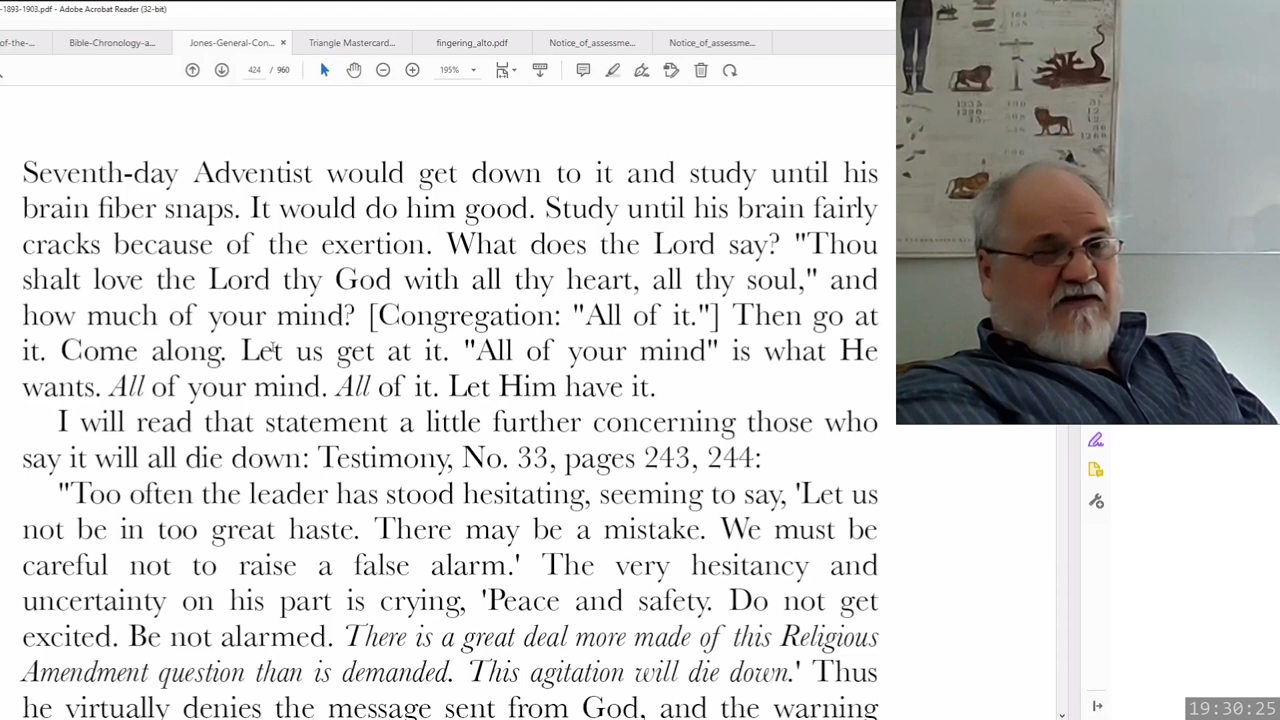 -1893-1903.pdf - Adobe Acrobat Reader (32-bit)
of-the-... Bible-Chronology-a... Jones-General-Con... × Triangle Mastercard... fingering_alto.pdf Notice_of_assessme... Notice_of_assessme...
424 / 960 195%
Seventh-day Adventist would get down to it and study until his
brain fiber snaps. It would do him good. Study until his brain fairly
cracks because of the exertion. What does the Lord say? "Thou
shalt love the Lord thy God with all thy heart, all thy soul," and
how much of your mind? [Congregation: "All of it."] Then go at
it. Come along. Let us get at it. "All of your mind" is what He
wants. All of your mind. All of it. Let Him have it.
I will read that statement a little further concerning those who
say it will all die down: Testimony, No. 33, pages 243, 244:
"Too often the leader has stood hesitating, seeming to say, 'Let us
not be in too great haste. There may be a mistake. We must be
careful not to raise a false alarm.' The very hesitancy and
uncertainty on his part is crying, 'Peace and safety. Do not get
excited. Be not alarmed. There is a great deal more made of this Religious
Amendment question than is demanded. This agitation will die down.' Thus
he virtually denies the message sent from God, and the warning
1335
1290
45
19:30:25